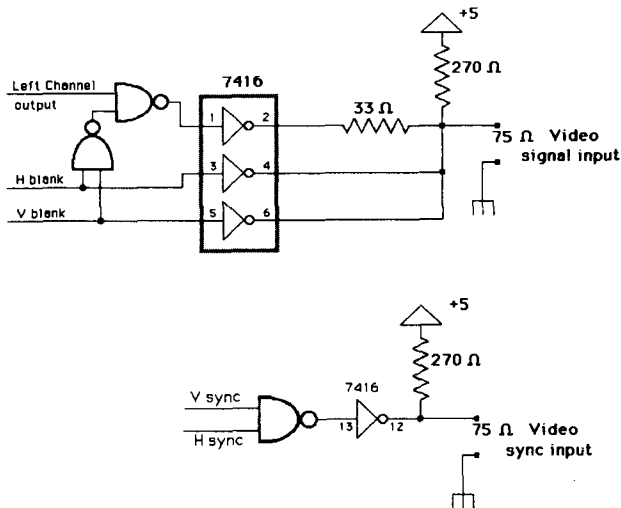 +5
Left Channel
output
7416
270 Ω
33 Ω
1
2
75 Ω Video
signal input
H blank
3
4
V blank
5
6
+5
270 Ω
7416
V sync
H sync
13
12
75 Ω Video
sync input